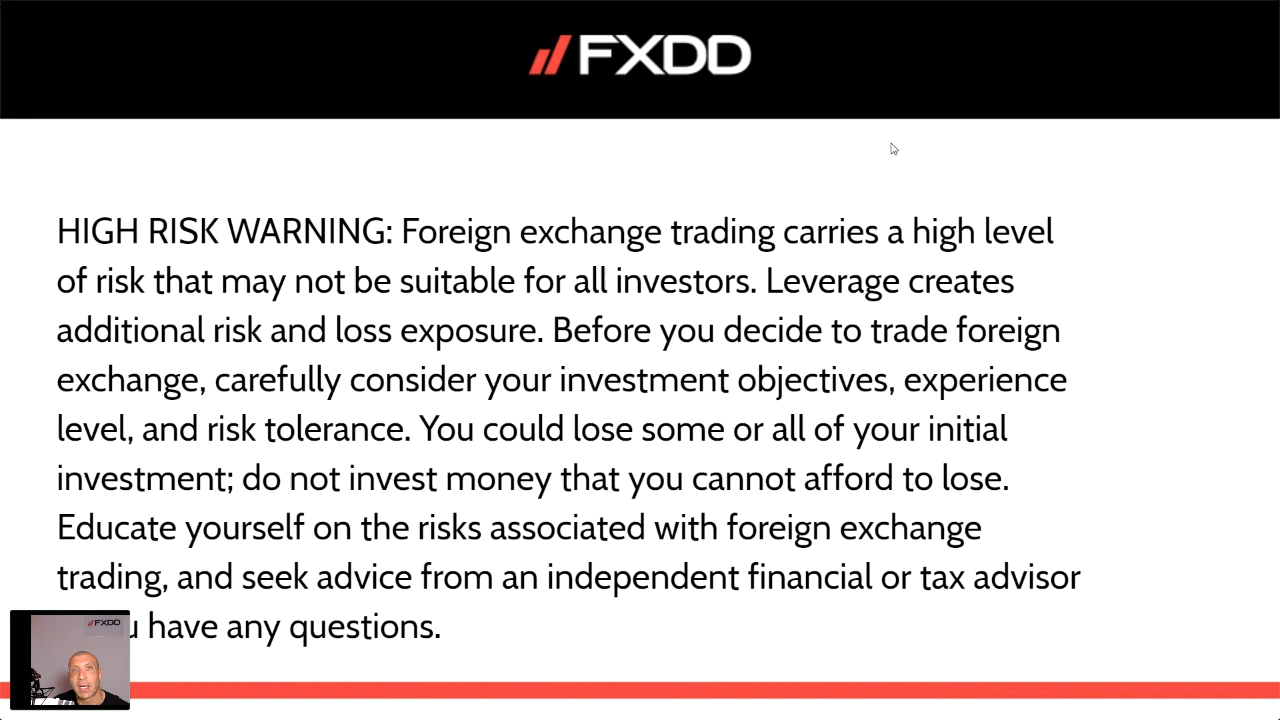 FXDD
HIGH RISK WARNING: Foreign exchange trading carries a high level
of risk that may not be suitable for all investors. Leverage creates
additional risk and loss exposure. Before you decide to trade foreign
exchange, carefully consider your investment objectives, experience
level, and risk tolerance. You could lose some or all of your initial
investment; do not invest money that you cannot afford to lose.
Educate yourself on the risks associated with foreign exchange
trading, and seek advice from an independent financial or tax advisor
have any questions.
FXDD